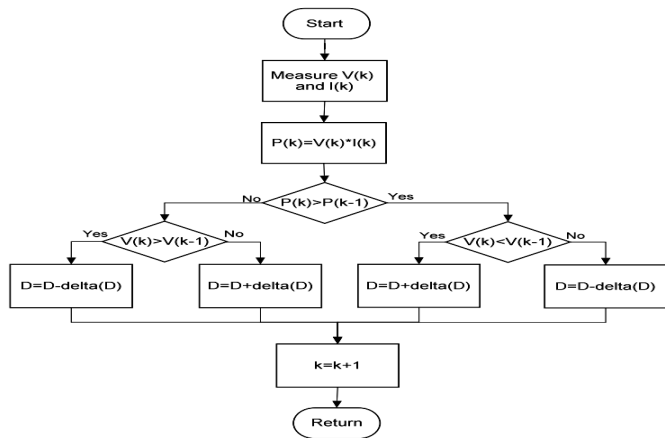 Start
Measure V(k)
and I(k)
P(k)=V(k)*I(k)
No
P(k)>P(k-1)
Yes
Yes
V(k)>V(k-1)
No
Yes
V(k)<V(k-1)
No
D=D-delta(D)
D=D+delta(D)
D=D+delta(D)
D=D-delta(D)
k=k+1
Return